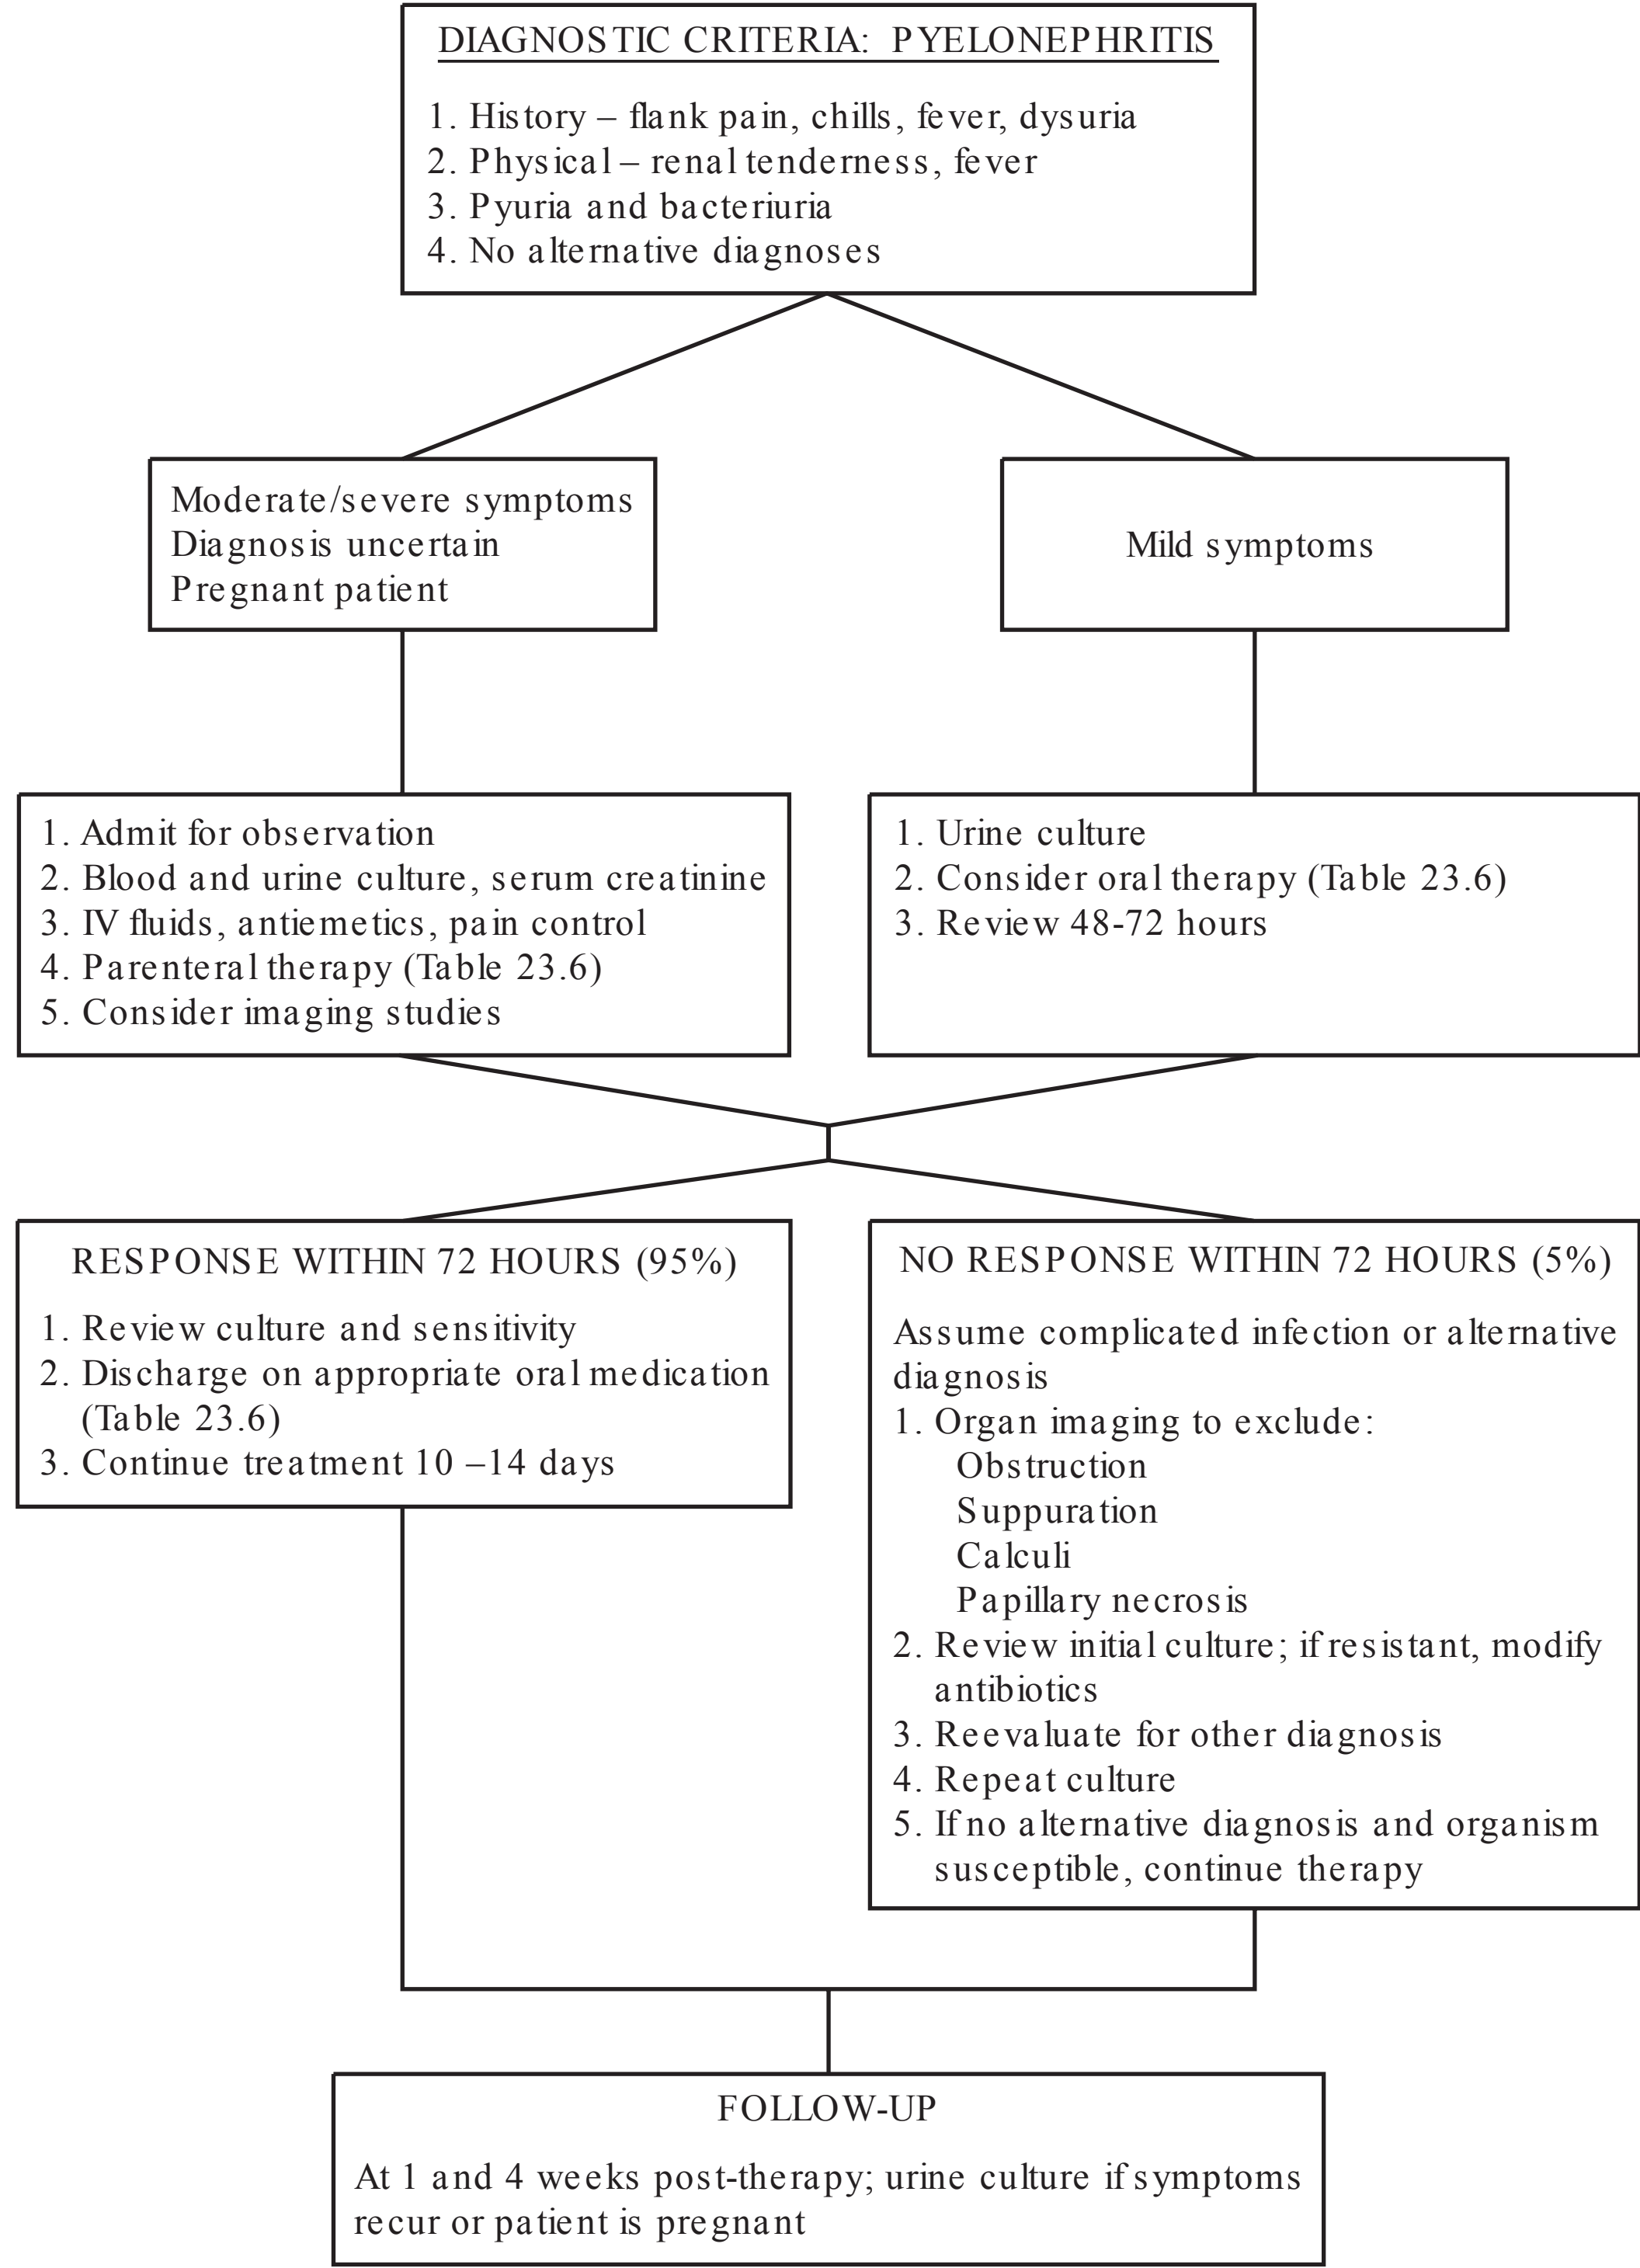 DIAGNOSTIC CRITERIA: PYELONEPHRITIS
1. History – flank pain, chills, fever, dysuria
2. Physical – renal tenderness, fever
3. Pyuria and bacteriuria
4. No alternative diagnoses
Moderate/severe symptoms
Diagnosis uncertain
Pregnant patient
Mild symptoms
1. Admit for observation
2. Blood and urine culture, serum creatinine
3. IV fluids, antiemetics, pain control
4. Parenteral therapy (Table 23.6)
5. Consider imaging studies
1. Urine culture
2. Consider oral therapy (Table 23.6)
3. Review 48-72 hours
RESPONSE WITHIN 72 HOURS (95%)
1. Review culture and sensitivity
2. Discharge on appropriate oral medication
(Table 23.6)
3. Continue treatment 10 –14 days
NO RESPONSE WITHIN 72 HOURS (5%)
Assume complicated infection or alternative
diagnosis
1. Organ imaging to exclude:
Obstruction
Suppuration
Calculi
Papillary necrosis
2. Review initial culture; if resistant, modify
antibiotics
3. Reevaluate for other diagnosis
4. Repeat culture
5. If no alternative diagnosis and organism
susceptible, continue therapy
FOLLOW-UP
At 1 and 4 weeks post-therapy; urine culture if symptoms
recur or patient is pregnant